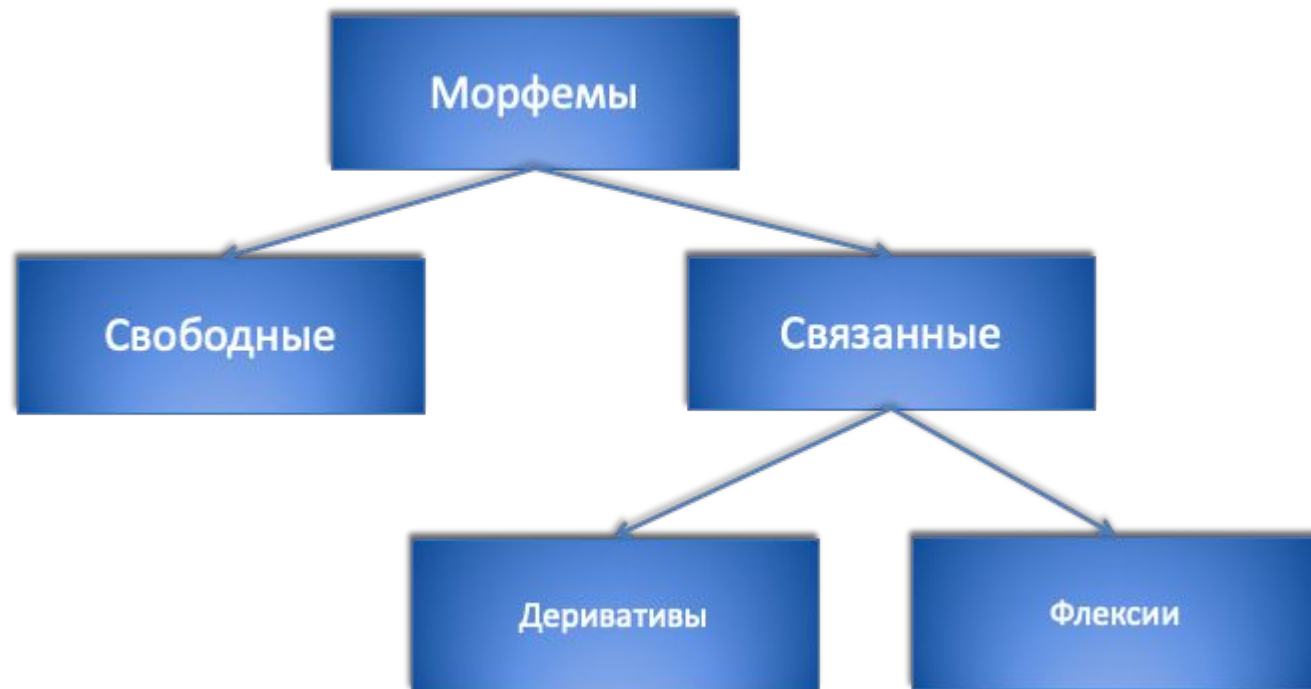 Морфемы
Свободные
Связанные
Деривативы
Флексии